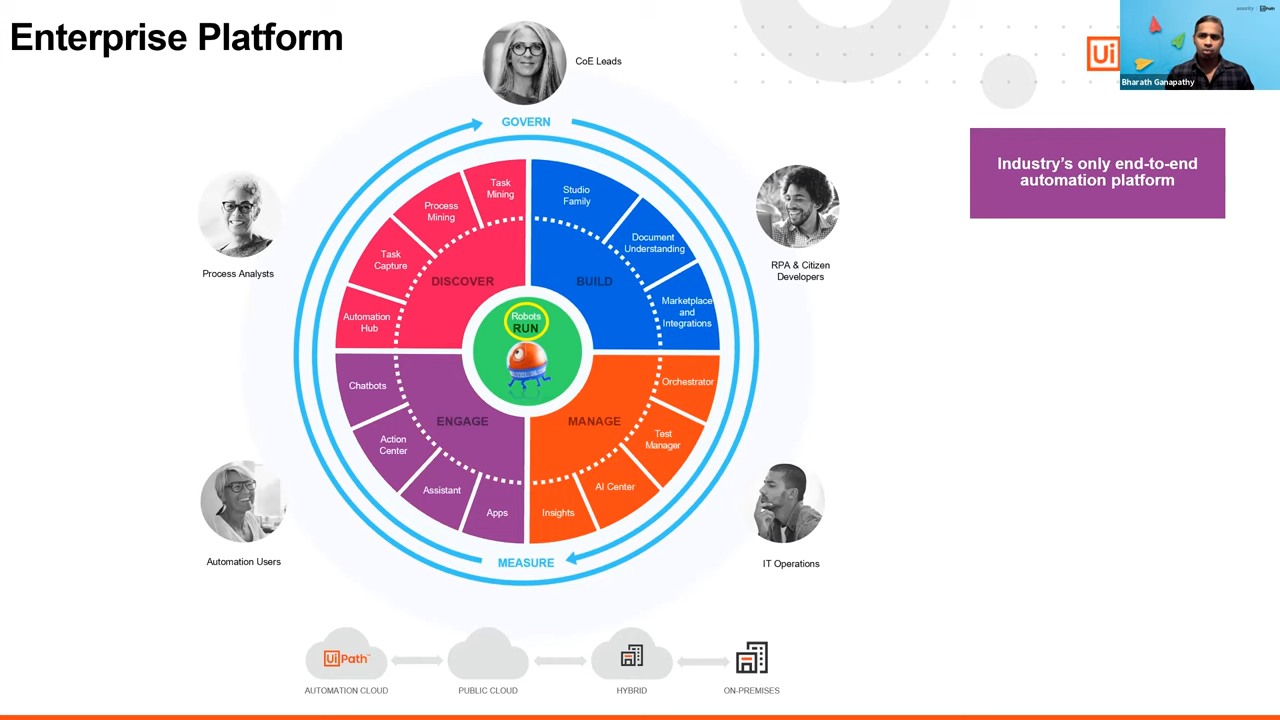 Enterprise Platform
CoE Leads
Ui
Bharath Ganapathy
Industry's only end-to-end
automation platform
GOVERN
Process Analysts
RPA & Citizen
Developers
Task
Mining
Process
Mining
Task
Capture
Automation
Hub
DISCOVER
Studio
Family
Document
Understanding
Marketplace
and
Integrations
BUILD
Robots
RUN
Chatbots
Action
Center
Assistant
Apps
ENGAGE
Orchestrator
Test
Manager
AI Center
Insights
MANAGE
Automation Users
IT Operations
MEASURE
UiPath™
AUTOMATION CLOUD
PUBLIC CLOUD
HYBRID
ON-PREMISES